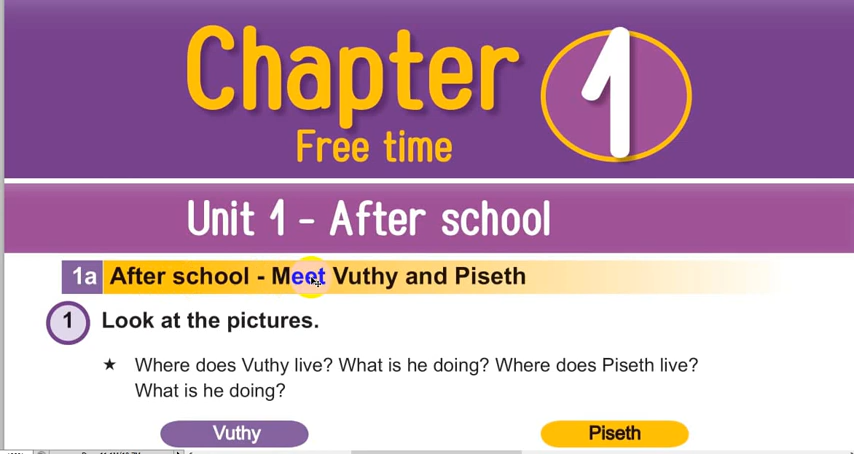 Chapter 1
Free time
Unit 1 - After school
1a After school - Meet Vuthy and Piseth
1 Look at the pictures.
★ Where does Vuthy live? What is he doing? Where does Piseth live?
What is he doing?
Vuthy Piseth